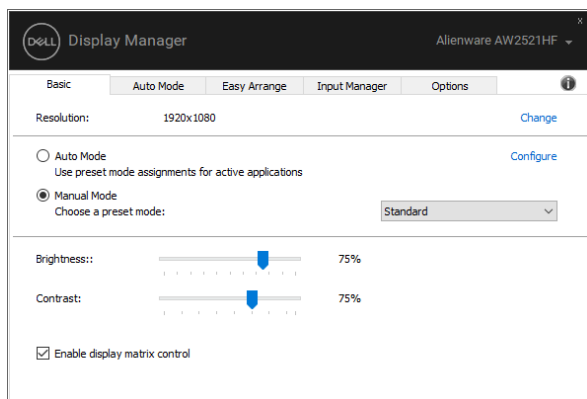 DELL Display Manager
Alienware AW2521HF
x
Basic Auto Mode Easy Arrange Input Manager Options
Resolution: 1920x1080 Change
Auto Mode Configure
Use preset mode assignments for active applications
Manual Mode
Choose a preset mode: Standard
Brightness:: 75%
Contrast: 75%
Enable display matrix control